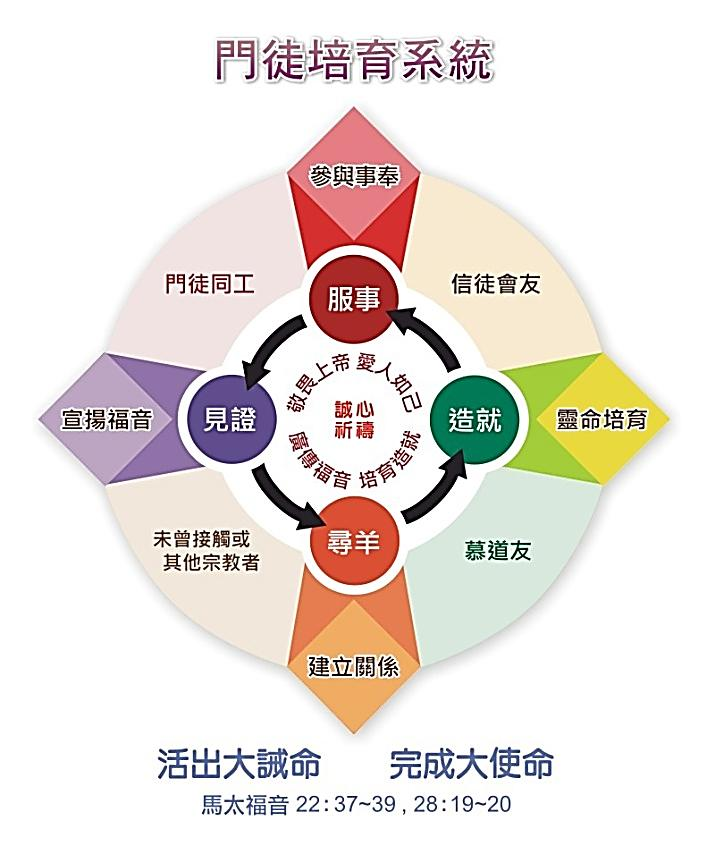 門徒培育系統
參與事奉
門徒同工
服事
信徒會友
敬畏上帝 愛人如己
宣揚福音
見證
誠心
祈禱
造就
靈命培育
廣傳福音 培育造就
未曾接觸或
其他宗教者
尋羊
慕道友
建立關係
活出大誡命 完成大使命
馬太福音 22:37~39 , 28:19~20